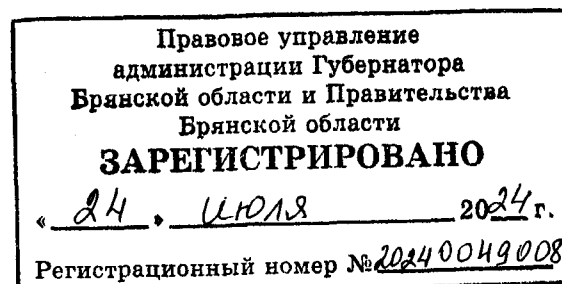 Правовое управление
администрации Губернатора
Брянской области и Правительства
Брянской области
ЗАРЕГИСТРИРОВАНО
«24» июля 2024 г.
Регистрационный номер №20240049008